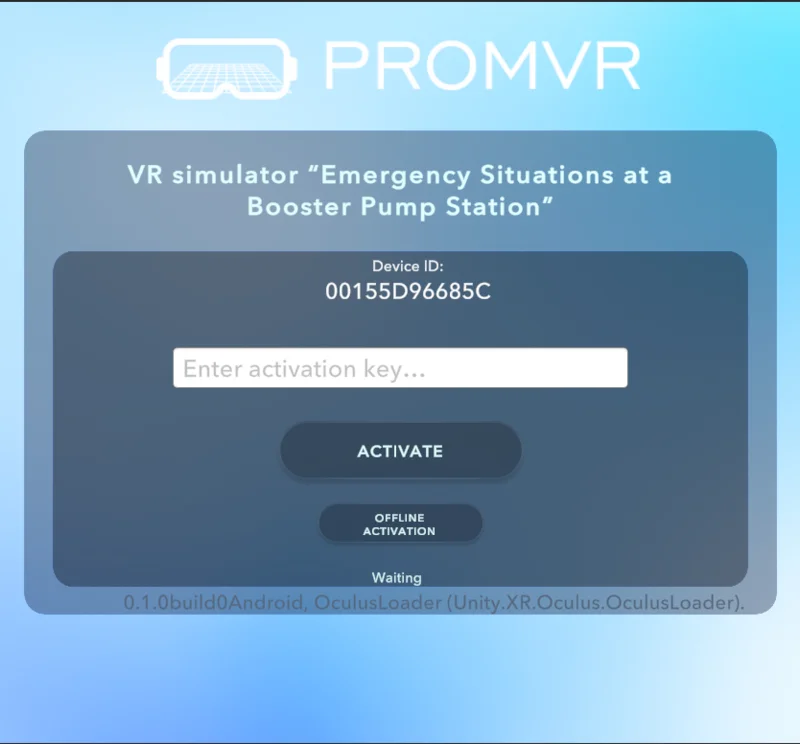 PROMVR
VR simulator “Emergency Situations at a
Booster Pump Station”
Device ID:
00155D96685C
Enter activation key...
ACTIVATE
OFFLINE
ACTIVATION
Waiting
0.1.0build0Android, OculusLoader (Unity.XR.Oculus.OculusLoader).